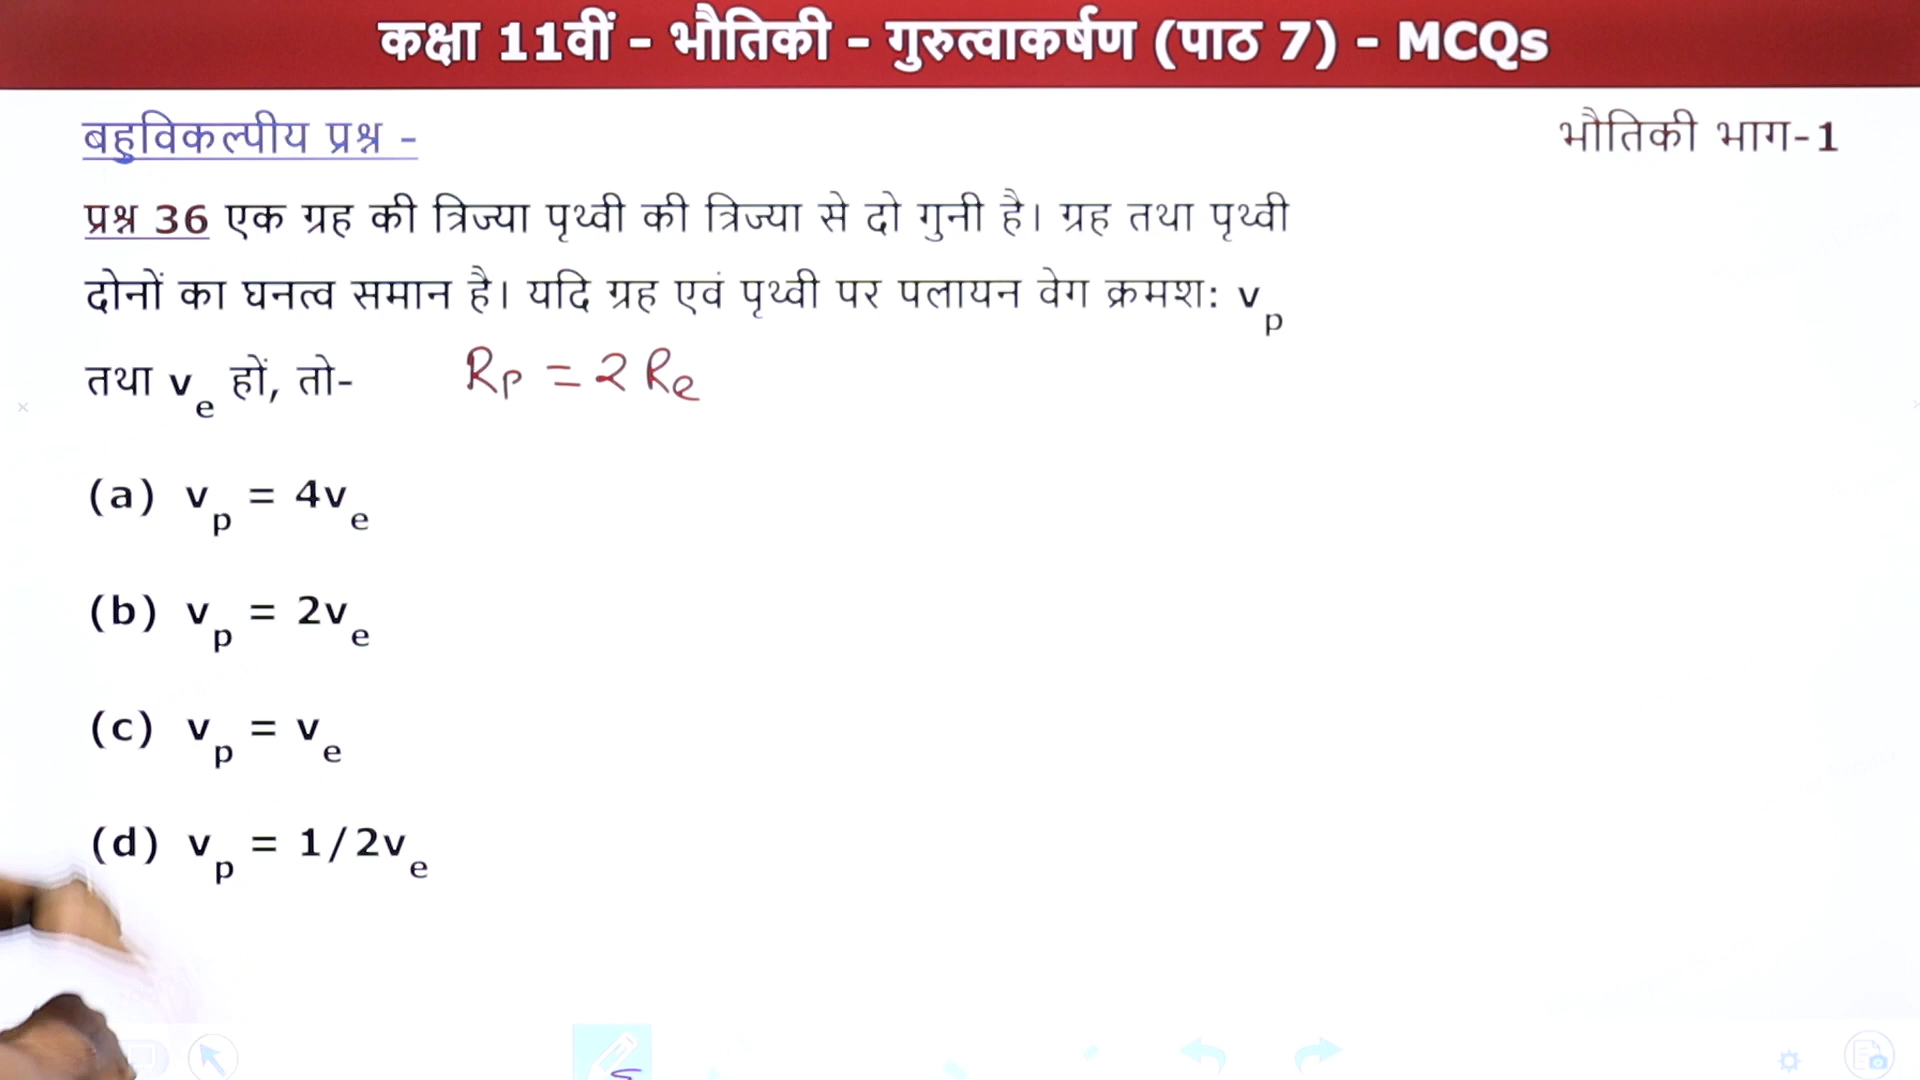 कक्षा 11वीं - भौतिकी - गुरुत्वाकर्षण (पाठ 7) - MCQs
बहुविकल्पीय प्रश्न -
भौतिकी भाग-1
प्रश्न 36 एक ग्रह की त्रिज्या पृथ्वी की त्रिज्या से दो गुनी है। ग्रह तथा पृथ्वी
दोनों का घनत्व समान है। यदि ग्रह एवं पृथ्वी पर पलायन वेग क्रमश: vp
तथा ve हों, तो-
Rp = 2 Re
(a) vp = 4ve
(b) vp = 2ve
(c) vp = ve
(d) vp = 1/2ve